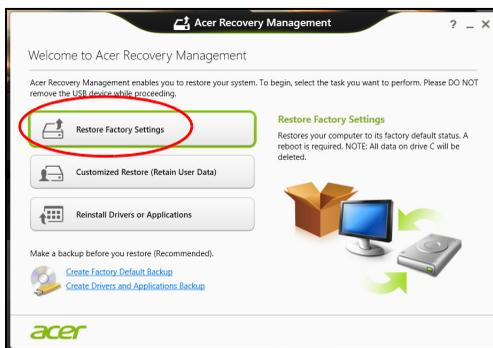 Acer Recovery Management
? _ X
Welcome to Acer Recovery Management
Acer Recovery Management enables you to restore your system. To begin, select the task you want to perform. Please DO NOT
remove the USB device while proceeding.
Restore Factory Settings
Customized Restore (Retain User Data)
Reinstall Drivers or Applications
Restore Factory Settings
Restores your computer to its factory default status. A
reboot is required. NOTE: All data on drive C will be
deleted.
Make a backup before you restore (Recommended).
Create Factory Default Backup
Create Drivers and Applications Backup
acer